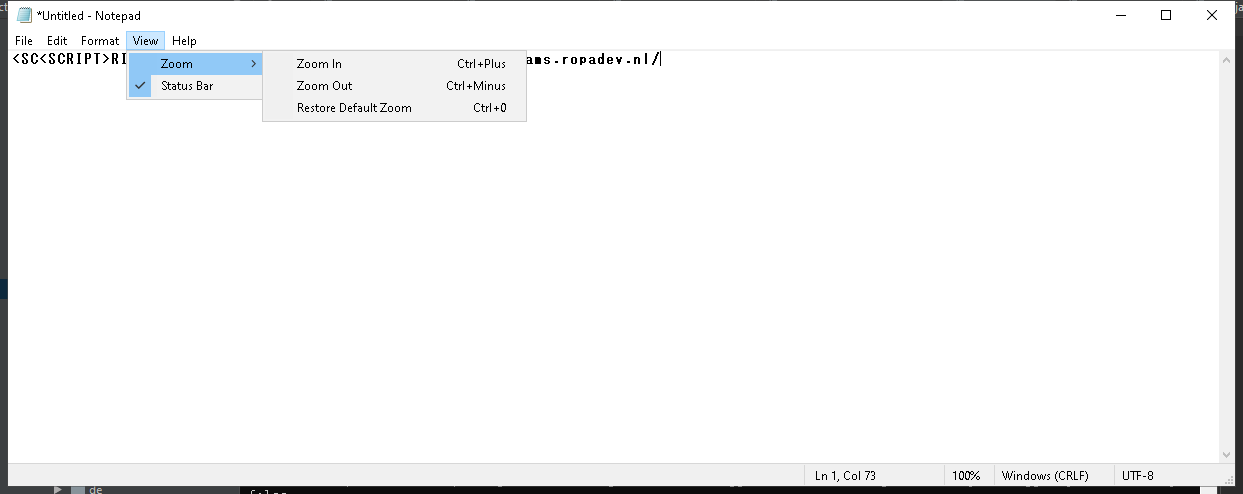 *Untitled - Notepad
File Edit Format View Help
<SC<SCRIPT>RI
ams.ropadev.nl/
Zoom
Status Bar
Zoom In Ctrl+Plus
Zoom Out Ctrl+Minus
Restore Default Zoom Ctrl+0
Ln 1, Col 73 100% Windows (CRLF) UTF-8
de